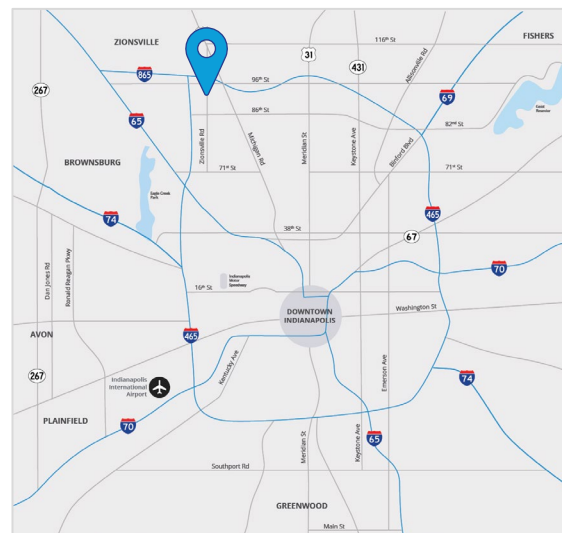 116th St
ZIONSVILLE
FISHERS
31
431
Allisonville Rd
865
96th St
267
69
65
86th St
82nd St
Zionsville Rd
Michigan Rd
Meridian St
Keystone Ave
Binford Blvd
BROWNSBURG
71st St
71st St
Eagle Creek
Park
74
465
38th St
67
70
Dan Jones Rd
Ronald Reagan Pkwy
Indianapolis
Motor
Speedway
16th St
DOWNTOWN
INDIANAPOLIS
Washington St
AVON
465
267
Kentucky Ave
Emerson Ave
Indianapolis
International
Airport
74
PLAINFIELD
70
Meridian St
Keystone Ave
65
Southport Rd
GREENWOOD
Main St